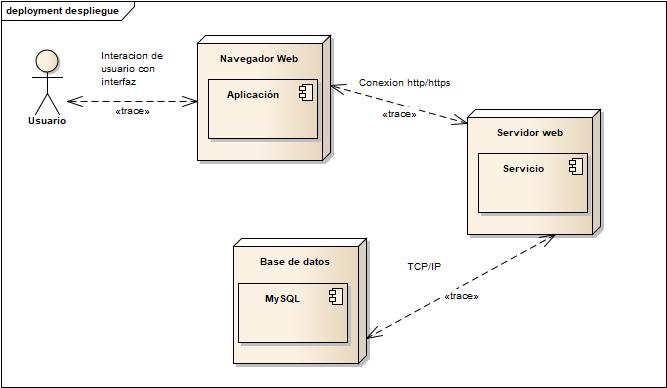 deployment despliegue
Interacion de
usuario con
interfaz
«trace»
Usuario
Navegador Web
Aplicación
Conexion http/https
«trace»
Servidor web
Servicio
Base de datos
MySQL
TCP/IP
«trace»